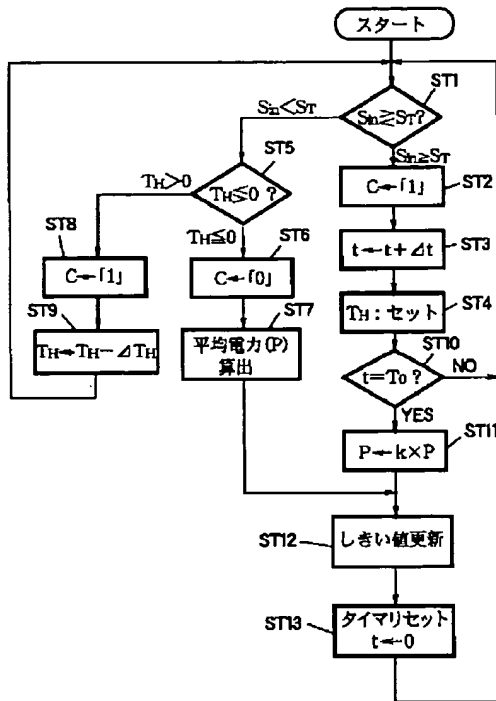 スタート
ST1
Sin≧ST?
Sin<ST
Sin≧ST
ST5
TH≦0 ?
TH>0
TH≦0
ST2
C←「1」
ST8
C←「1」
ST6
C←「0」
ST3
t←t+⊿t
ST9
TH←TH−⊿TH
ST7
平均電力(P)
算出
ST4
TH:セット
ST10
t=T0 ?
NO
YES
ST11
P←k×P
ST12
しきい値更新
ST13
タイマリセット
t←0